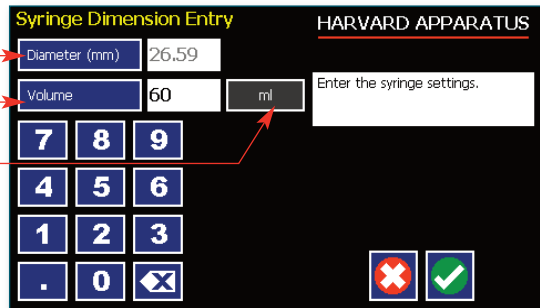 Syringe Dimension Entry
HARVARD APPARATUS
Diameter (mm) 26.59
Volume 60 ml
Enter the syringe settings.
7 8 9
4 5 6
1 2 3
. 0